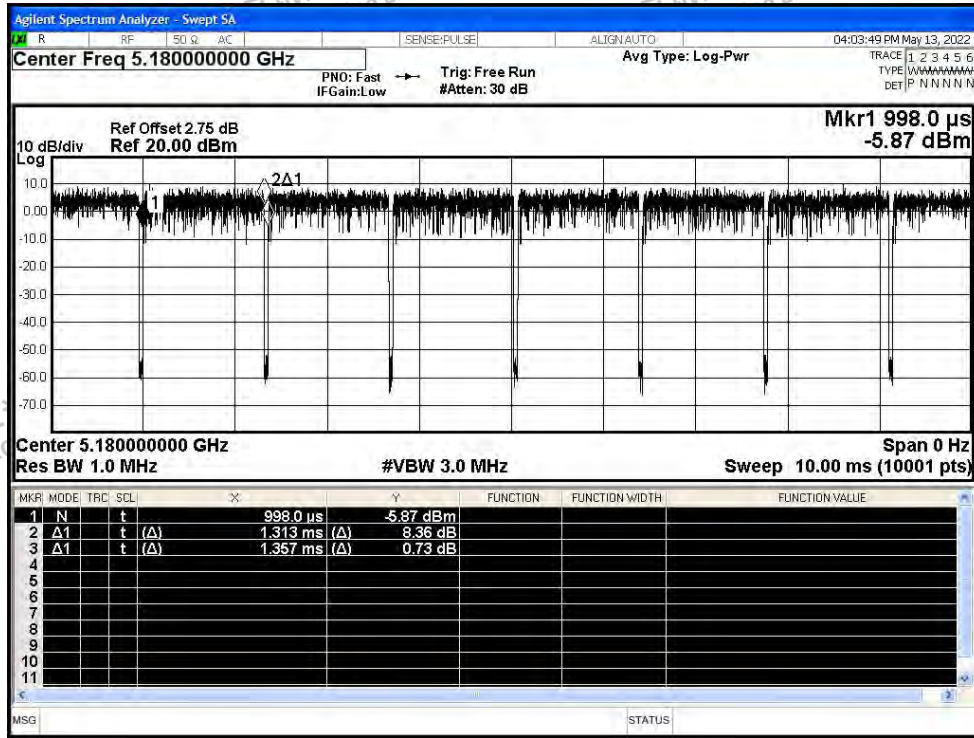 Agilent Spectrum Analyzer - Swept SA
LXI R RF 50 Ω AC SENSE:PULSE ALIGN AUTO 04:03:49 PM May 13, 2022
Center Freq 5.180000000 GHz
Avg Type: Log-Pwr
TRACE 1 2 3 4 5 6
PNO: Fast Trig: Free Run
TYPE WWWWWW
IFGain:Low #Atten: 30 dB
DET P N N N N N
Mkr1 998.0 µs
Ref Offset 2.75 dB
10 dB/div Ref 20.00 dBm -5.87 dBm
Log
10.0
0.00
-10.0
-20.0
-30.0
-40.0
-50.0
-60.0
-70.0
1
2Δ1
Center 5.180000000 GHz Span 0 Hz
Res BW 1.0 MHz #VBW 3.0 MHz Sweep 10.00 ms (10001 pts)
MKR MODE TRC SCL X Y FUNCTION FUNCTION WIDTH FUNCTION VALUE
1 N t 998.0 µs -5.87 dBm
2 Δ1 t (Δ) 1.313 ms (Δ) 8.36 dB
3 Δ1 t (Δ) 1.357 ms (Δ) 0.73 dB
4
5
6
7
8
9
10
11
MSG STATUS